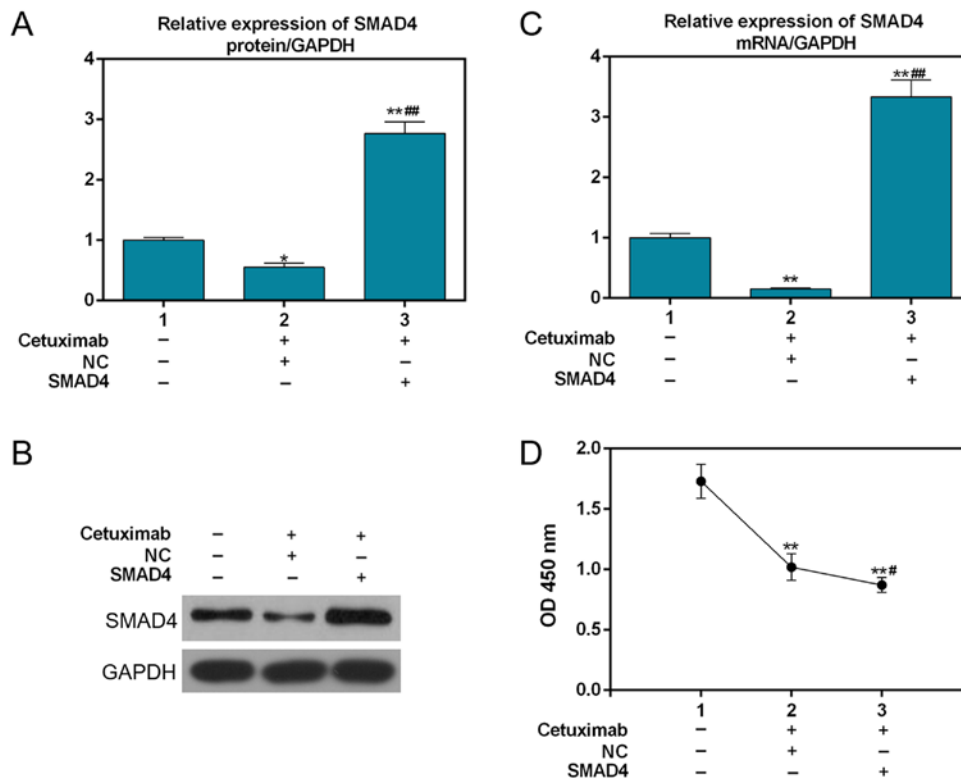 A
Relative expression of SMAD4
protein/GAPDH
4
3
2
1
0
**##
*
1 2 3
Cetuximab – + +
NC – + –
SMAD4 – – +
C
Relative expression of SMAD4
mRNA/GAPDH
4
3
2
1
0
**##
**
1 2 3
Cetuximab – + +
NC – + –
SMAD4 – – +
B
Cetuximab – + +
NC – + –
SMAD4 – – +
SMAD4
GAPDH
D
OD 450 nm
2.0
1.5
1.0
0.5
0.0
**
**#
1 2 3
Cetuximab – + +
NC – + –
SMAD4 – – +